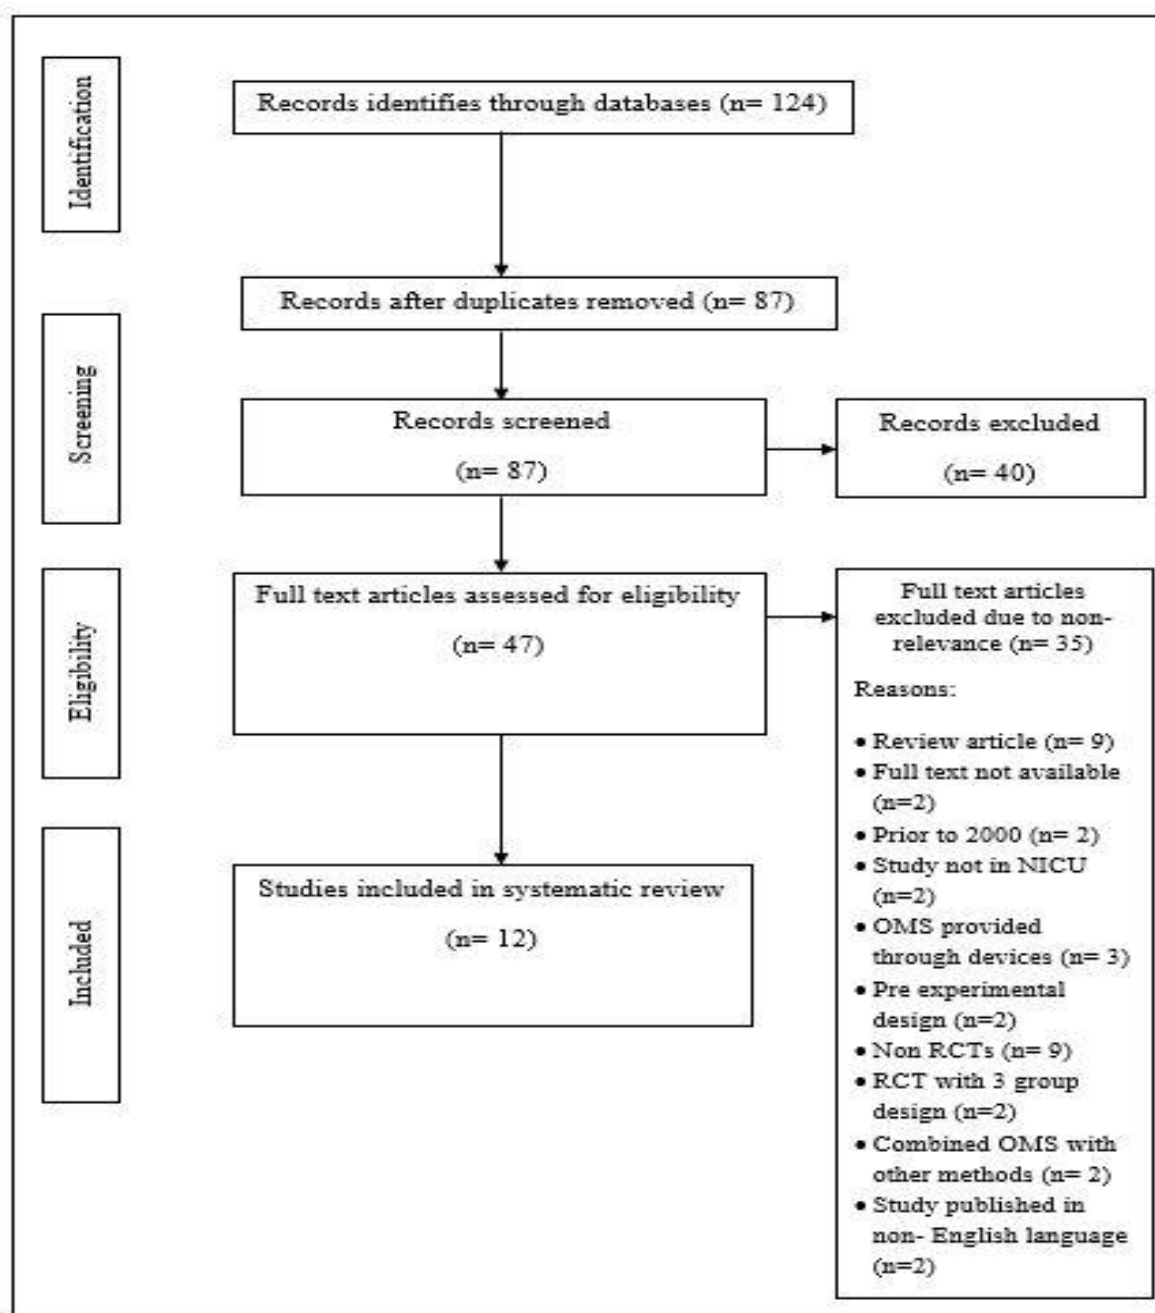 Identification
Records identifies through databases (n= 124)
Records after duplicates removed (n= 87)
Screening
Records screened
(n= 87)
Records excluded
(n= 40)
Eligibility
Full text articles assessed for eligibility
(n= 47)
Full text articles
excluded due to non-
relevance (n= 35)
Reasons:
• Review article (n= 9)
• Full text not available
(n=2)
• Prior to 2000 (n= 2)
• Study not in NICU
(n=2)
• OMS provided
through devices (n= 3)
• Pre experimental
design (n=2)
• Non RCTs (n= 9)
• RCT with 3 group
design (n=2)
• Combined OMS with
other methods (n= 2)
• Study published in
non- English language
(n=2)
Included
Studies included in systematic review
(n= 12)